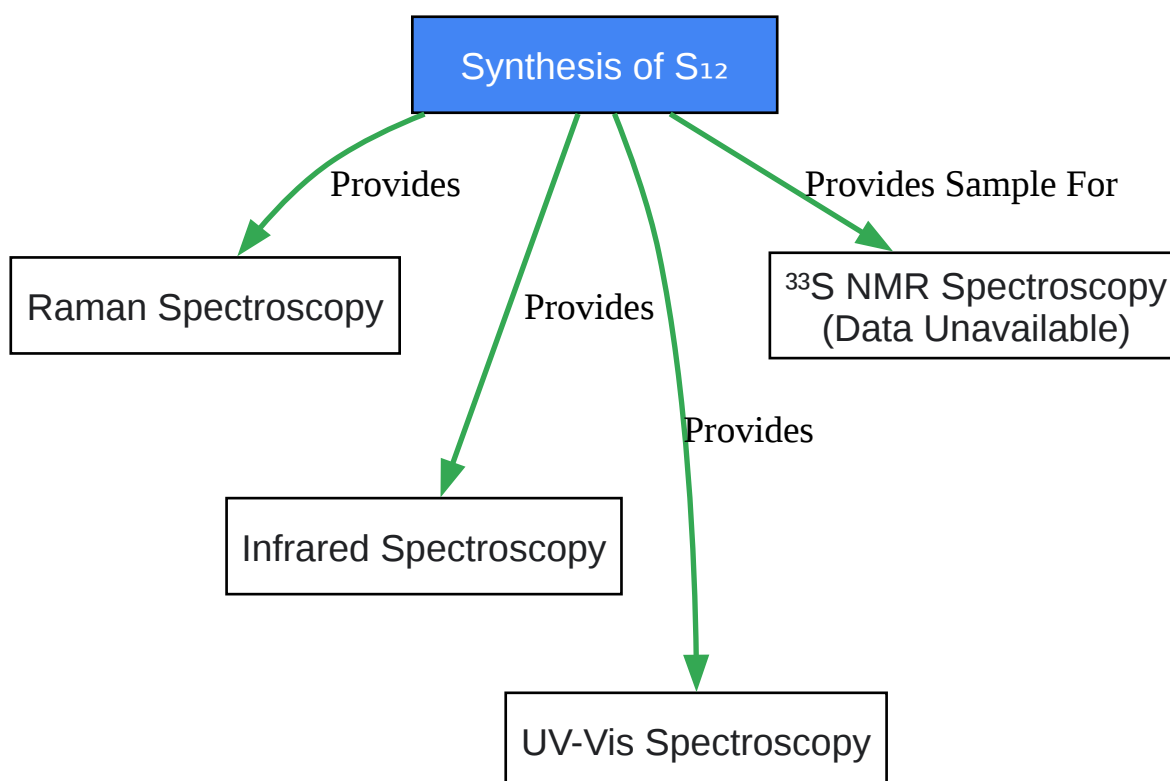 Synthesis of S₁₂
Provides
Provides Sample For
Raman Spectroscopy
³³S NMR Spectroscopy
(Data Unavailable)
Provides
Provides
Infrared Spectroscopy
UV-Vis Spectroscopy